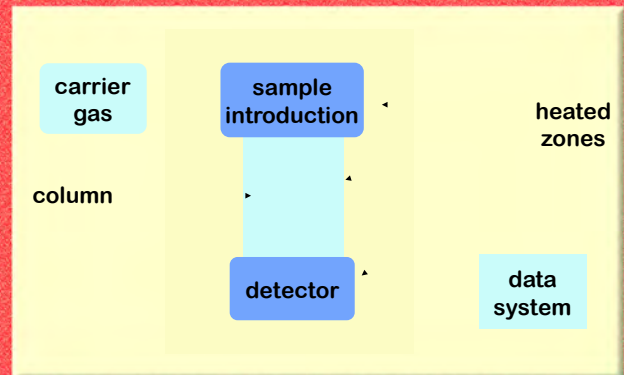 carrier
gas
sample
introduction
heated
zones
column
detector
data
system